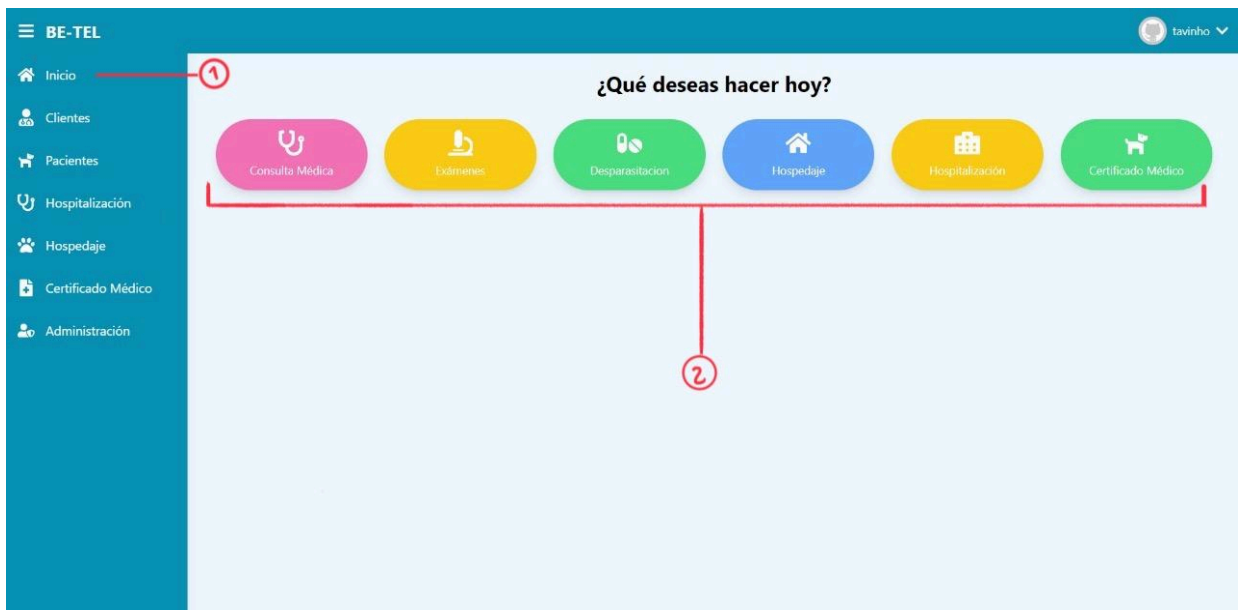 BE-TEL
tavinho
Inicio
1
¿Qué deseas hacer hoy?
Clientes
Pacientes
Hospitalización
Hospedaje
Certificado Médico
Administración
Consulta Médica
Exámenes
Desparasitacion
Hospedaje
Hospitalización
Certificado Médico
2